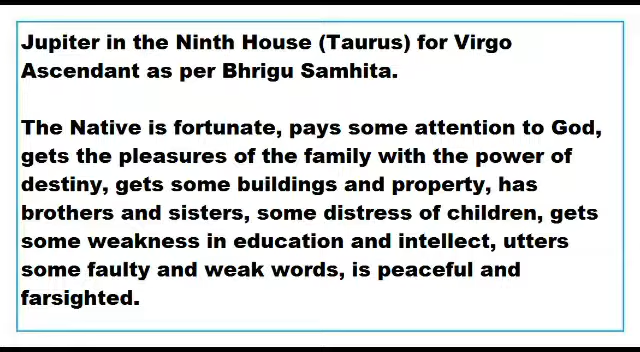 Jupiter in the Ninth House (Taurus) for Virgo
Ascendant as per Bhrigu Samhita.
The Native is fortunate, pays some attention to God,
gets the pleasures of the family with the power of
destiny, gets some buildings and property, has
brothers and sisters, some distress of children, gets
some weakness in education and intellect, utters
some faulty and weak words, is peaceful and
farsighted.